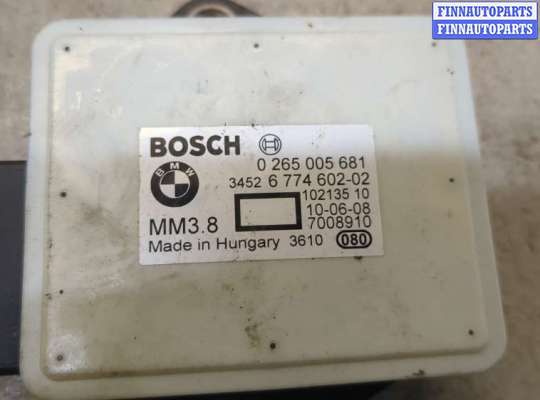 FINNAUTOPARTS
FINNAUTOPARTS
BOSCH
BMW
0 265 005 681
3452 6 774 602-02
102135 10
10-06-08
MM3.8
7008910
Made in Hungary 3610 080